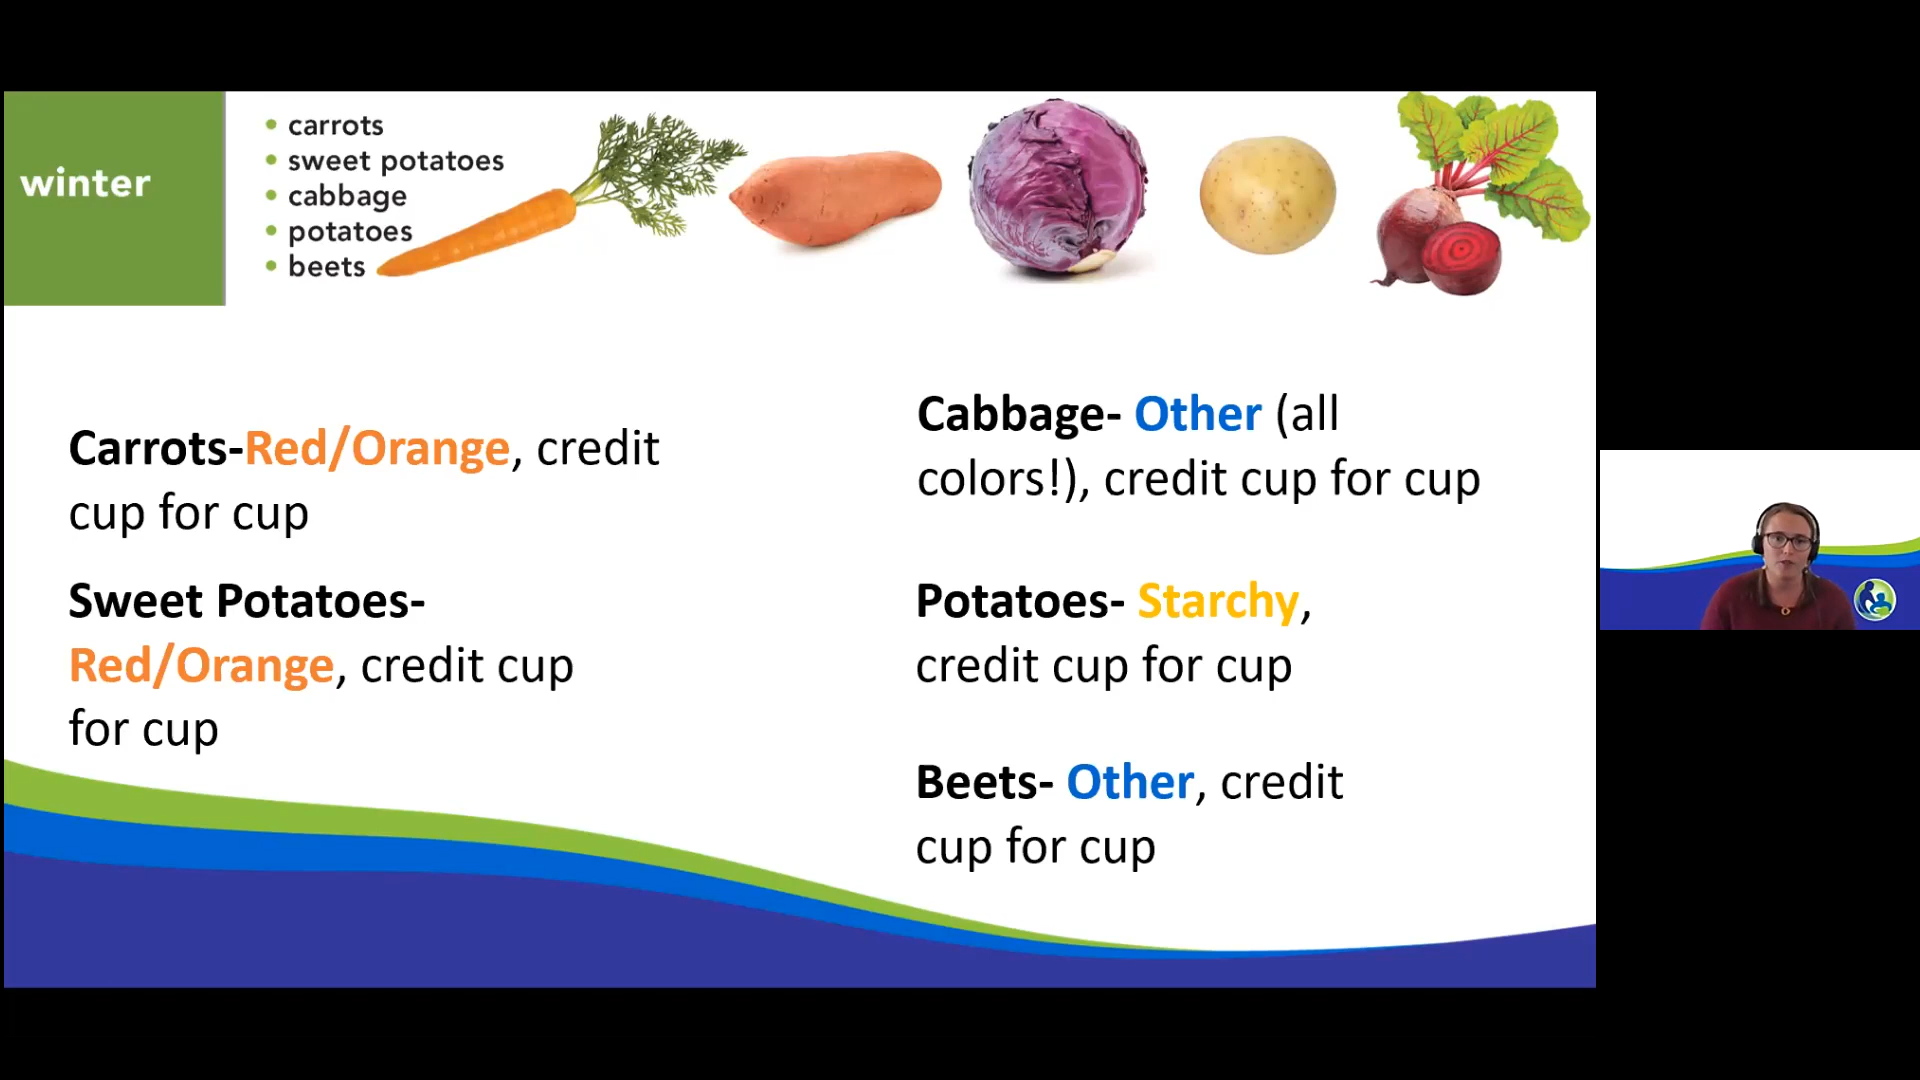 winter
• carrots
• sweet potatoes
• cabbage
• potatoes
• beets
Carrots-Red/Orange, credit
cup for cup
Sweet Potatoes-
Red/Orange, credit cup
for cup
Cabbage- Other (all
colors!), credit cup for cup
Potatoes- Starchy,
credit cup for cup
Beets- Other, credit
cup for cup